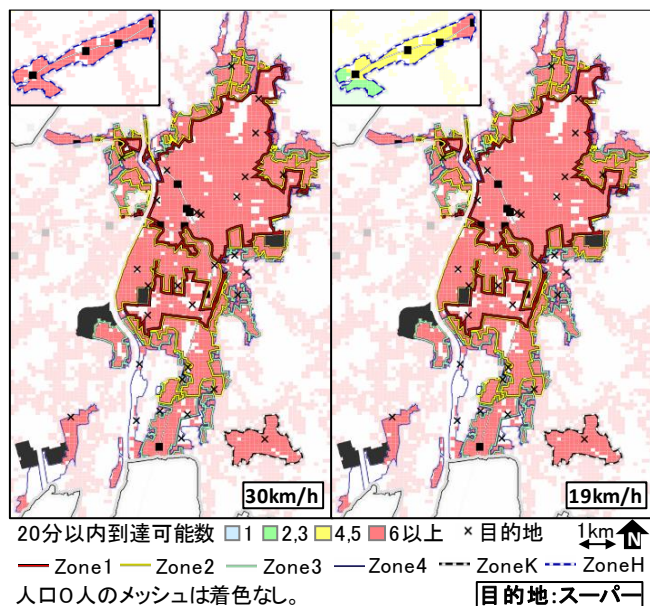 30km/h
19km/h
20分以内到達可能数 1 2,3 4,5 6以上 × 目的地 1km N
Zone1 Zone2 Zone3 Zone4 ZoneK ZoneH
人口0人のメッシュは着色なし。 目的地:スーパー